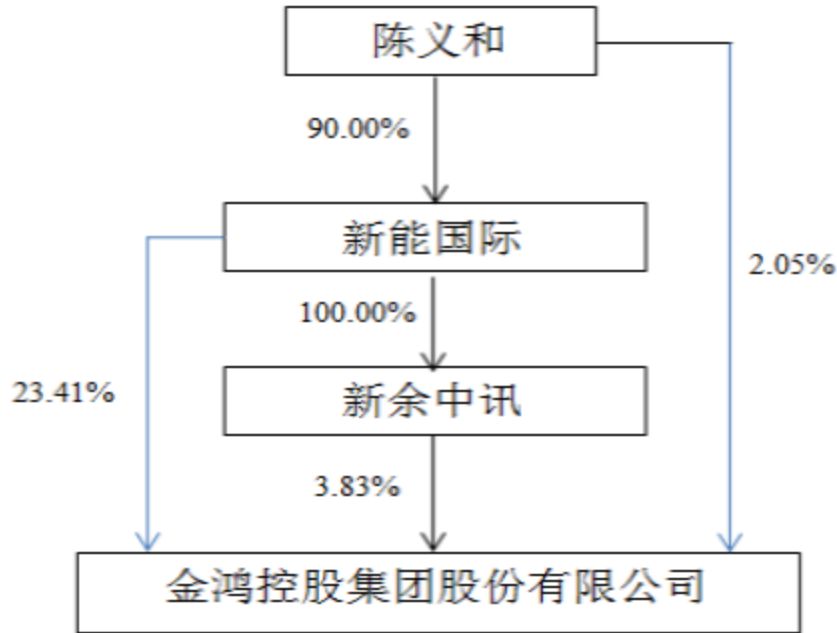 陈义和
90.00%
新能国际
2.05%
100.00%
23.41%
新余中讯
3.83%
金鸿控股集团股份有限公司